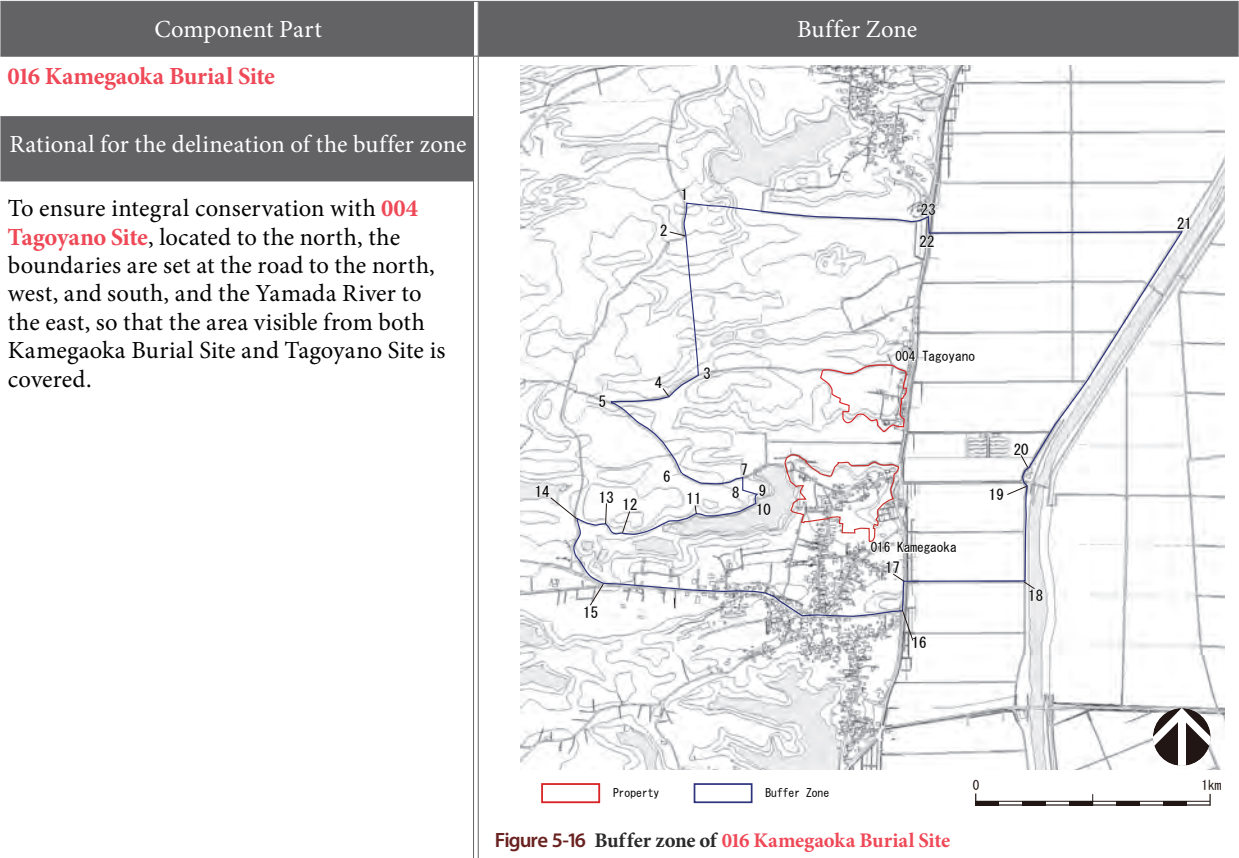 Component Part
Buffer Zone
016 Kamegaoka Burial Site
Rational for the delineation of the buffer zone
To ensure integral conservation with 004
Tagoyano Site, located to the north, the
boundaries are set at the road to the north,
west, and south, and the Yamada River to
the east, so that the area visible from both
Kamegaoka Burial Site and Tagoyano Site is
covered.
1
2
23
22
21
004 Tagoyano
3
4
5
6
7
8
9
10
11
12
13
14
20
19
016 Kamegaoka
17
18
15
16
0
1km
Property
Buffer Zone
Figure 5-16 Buffer zone of 016 Kamegaoka Burial Site